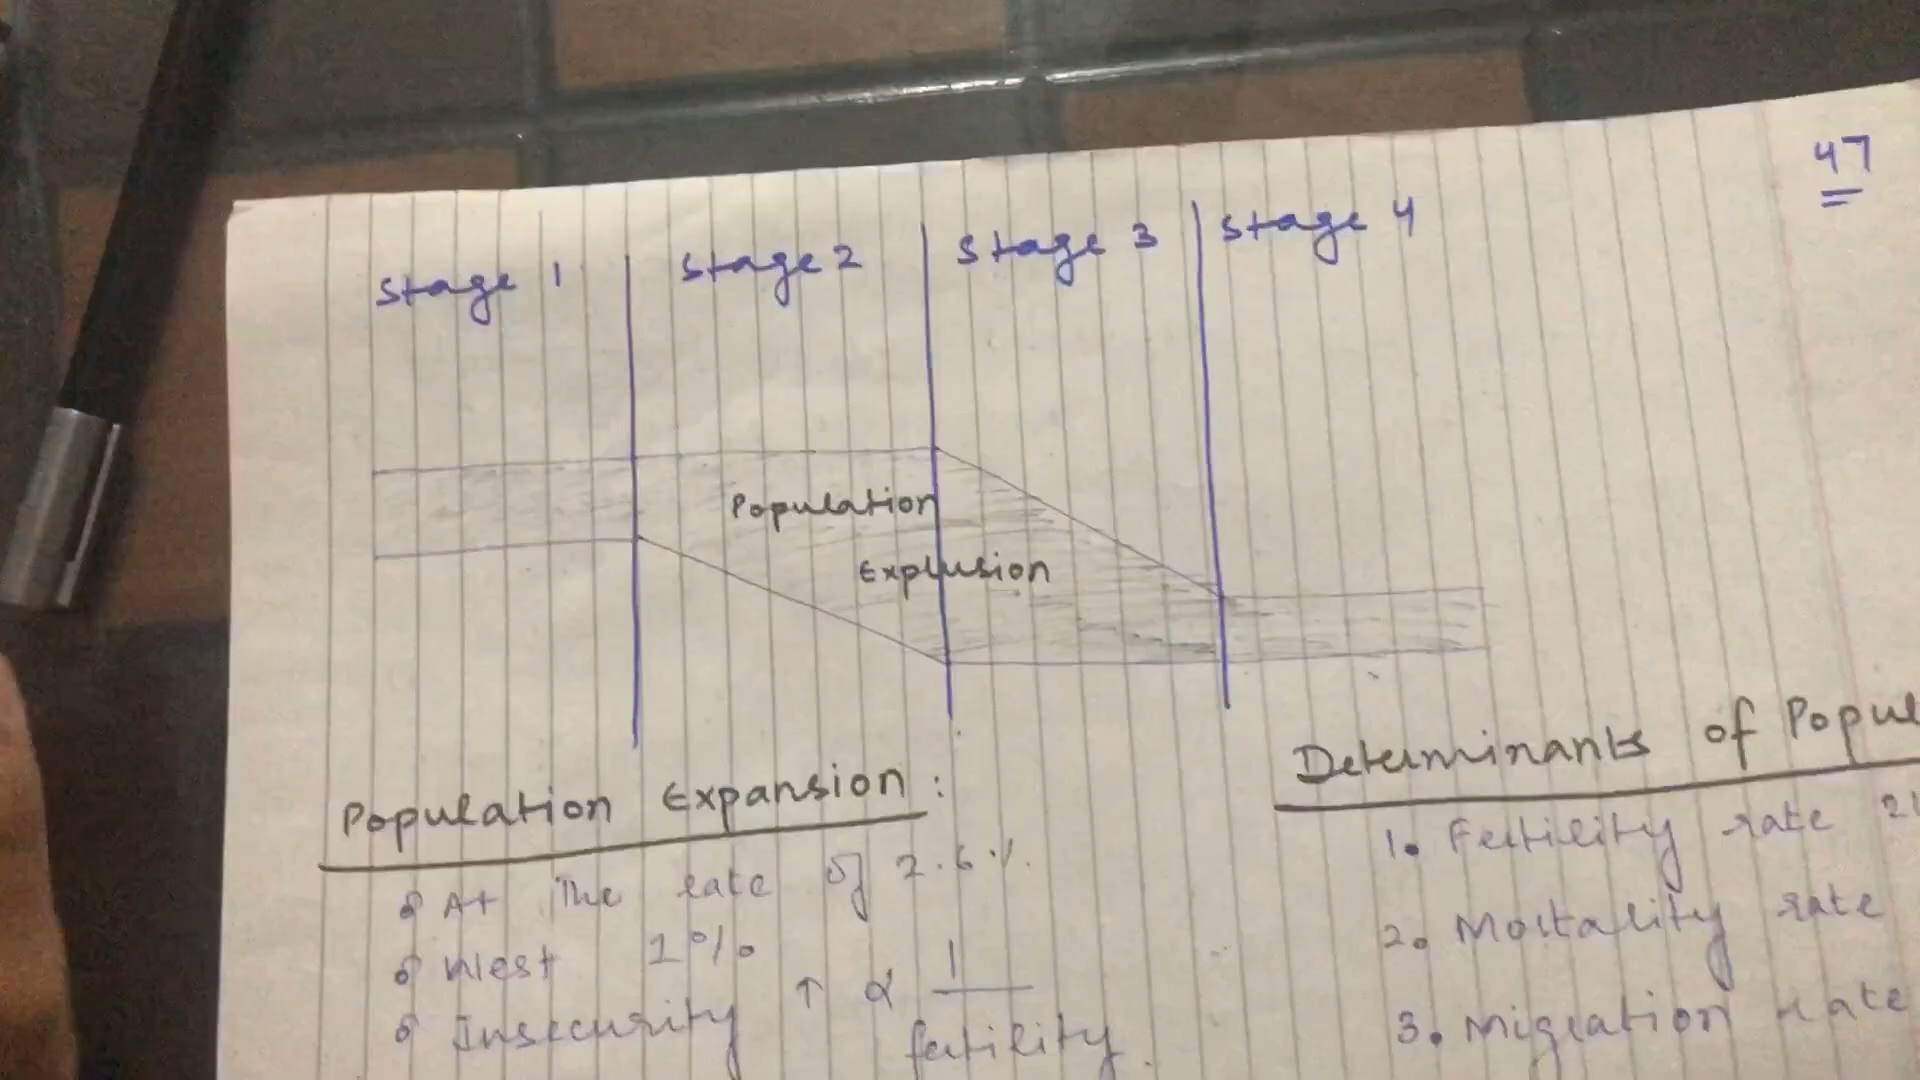 47
Stage 1 Stage 2 Stage 3 Stage 4
Population
Explusion
Population Expansion :
At The rate of 2.6 %.
West 1%
Insecurity ↑ ∝ 1/fertility.
Determinants of Popul
1. Fertility rate
2. Mortality rate
3. Migration rate